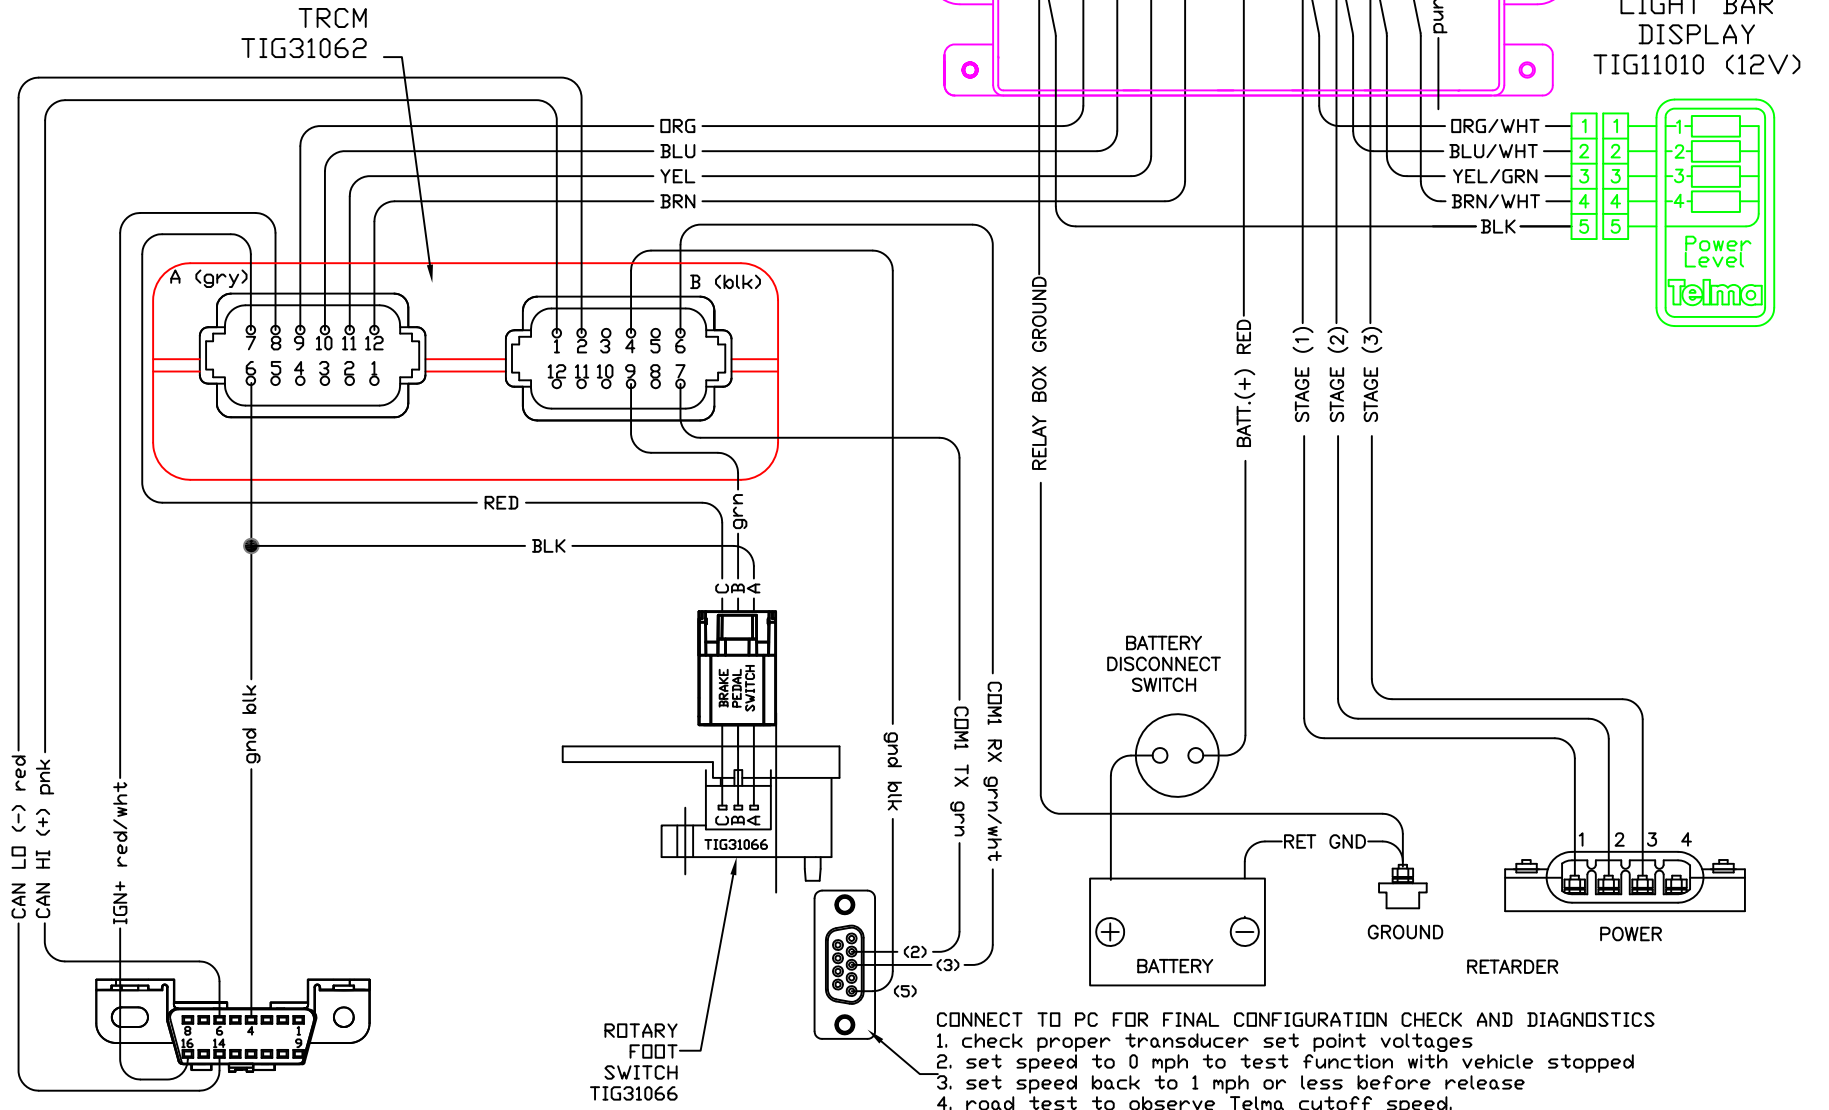 TRCM
TIG31062
LIGHT BAR
DISPLAY
TIG11010 (12V)
pur
ORG
BLU
YEL
BRN
ORG/WHT
BLU/WHT
YEL/GRN
BRN/WHT
BLK
1 1 1
2 2 2
3 3 3
4 4 4
5 5
Power
Level
Telma
A (gry)
B (blk)
7 8 9 10 11 12
6 5 4 3 2 1
1 2 3 4 5 6
12 11 10 9 8 7
RED
BLK
grn
C B A
BRAKE
PEDAL
SWITCH
C B A
TIG31066
ROTARY
FOOT
SWITCH
TIG31066
CAN LO (-) red
CAN HI (+) pnk
IGN+ red/wht
gnd blk
gnd blk
COM1 TX grn
COM1 RX grn/wht
RELAY BOX GROUND
BATT.(+) RED
STAGE (1)
STAGE (2)
STAGE (3)
BATTERY
DISCONNECT
SWITCH
RET GND
+ −
BATTERY
GROUND
1 2 3 4
POWER
RETARDER
(2)
(3)
(5)
8 6 4 1
16 14 9
CONNECT TO PC FOR FINAL CONFIGURATION CHECK AND DIAGNOSTICS
1. check proper transducer set point voltages
2. set speed to 0 mph to test function with vehicle stopped
3. set speed back to 1 mph or less before release
4. road test to observe Telma cutoff speed.